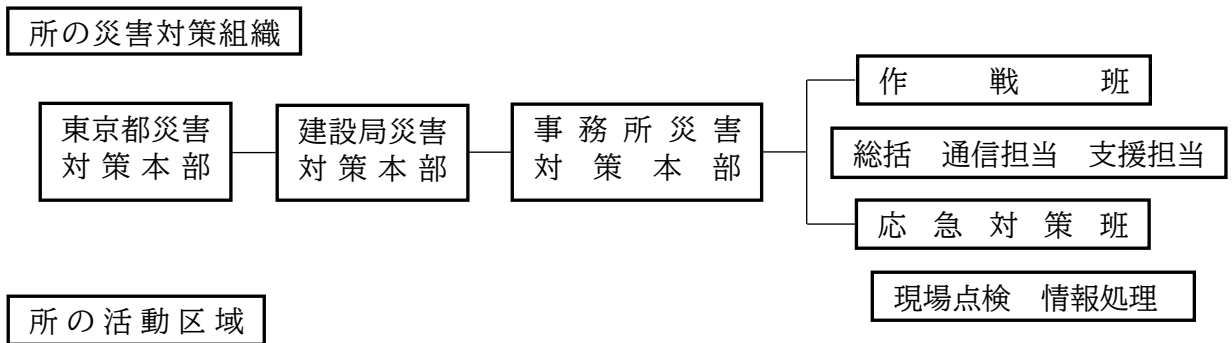 所の災害対策組織
東京都災害
対策本部
建設局災害
対策本部
事務所災害
対策本部
作戦班
総括　通信担当　支援担当
応急対策班
現場点検　情報処理
所の活動区域